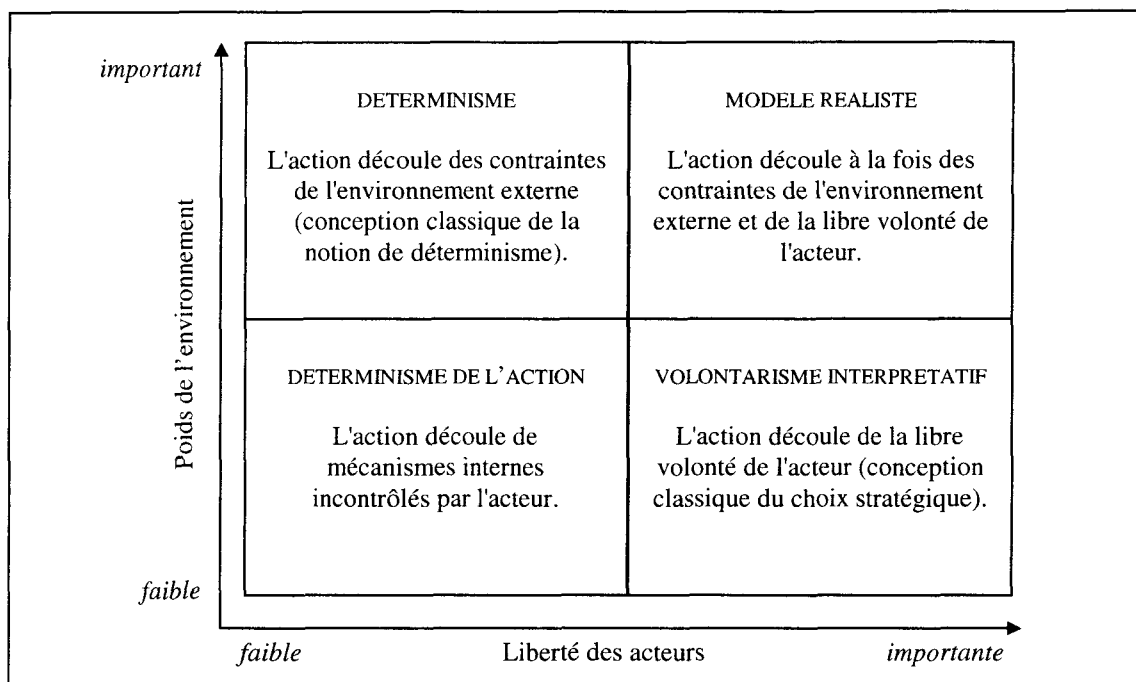 important
DETERMINISME
L'action découle des contraintes
de l'environnement externe
(conception classique de la
notion de déterminisme).
MODELE REALISTE
L'action découle à la fois des
contraintes de l'environnement
externe et de la libre volonté de
l'acteur.
Poids de l'environnement
DETERMINISME DE L'ACTION
L'action découle de
mécanismes internes
incontrôlés par l'acteur.
VOLONTARISME INTERPRETATIF
L'action découle de la libre
volonté de l'acteur (conception
classique du choix stratégique).
faible
faible
Liberté des acteurs
importante